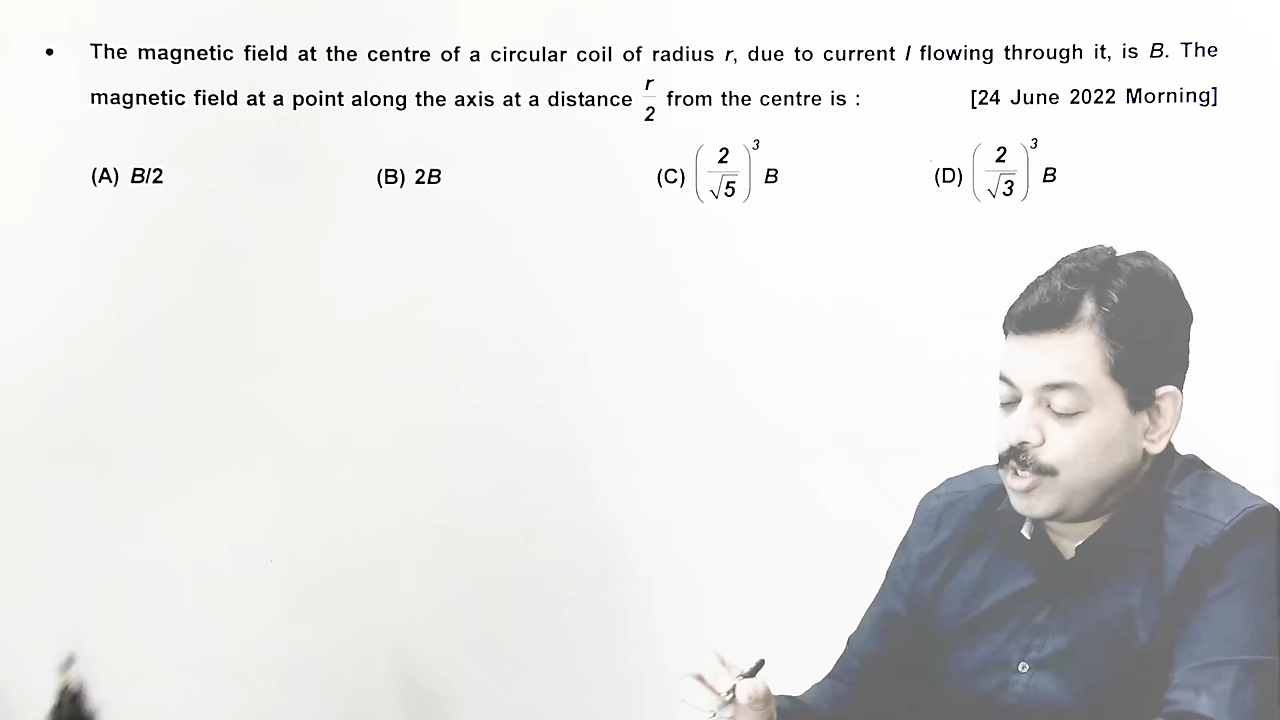 • The magnetic field at the centre of a circular coil of radius r, due to current I flowing through it, is B. The
magnetic field at a point along the axis at a distance r/2 from the centre is : [24 June 2022 Morning]
(A) B/2 (B) 2B (C) (2/√5)³ B (D) (2/√3)³ B